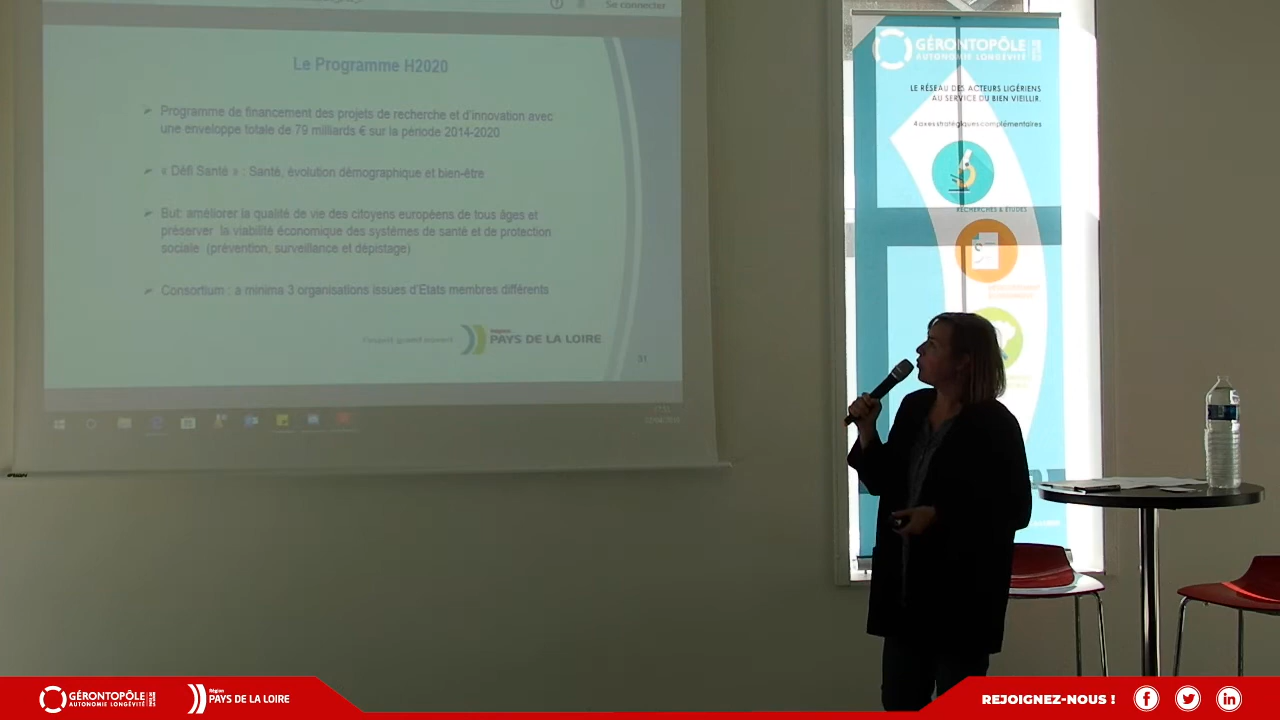 Se connecter
Le Programme H2020
Programme de financement des projets de recherche et d'innovation avec
une enveloppe totale de 79 milliards € sur la période 2014-2020
« Défi Santé » : Santé, évolution démographique et bien-être
But: améliorer la qualité de vie des citoyens européens de tous âges et
préserver la viabilité économique des systèmes de santé et de protection
sociale (prévention, surveillance et dépistage)
Consortium : a minima 3 organisations issues d'Etats membres différents
Région
PAYS DE LA LOIRE
31
GÉRONTOPÔLE
AUTONOMIE LONGÉVITÉ
LE RÉSEAU DES ACTEURS LIGÉRIENS
AU SERVICE DU BIEN VIEILLIR.
4 axes stratégiques complémentaires
RECHERCHES & ÉTUDES
GÉRONTOPÔLE
AUTONOMIE LONGÉVITÉ
Région
PAYS DE LA LOIRE
REJOIGNEZ-NOUS !